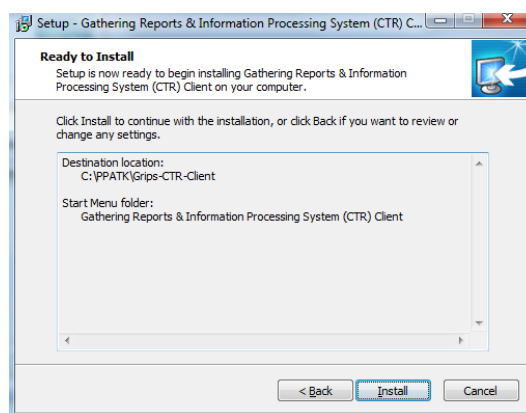 Setup - Gathering Reports & Information Processing System (CTR) C...
Ready to Install
Setup is now ready to begin installing Gathering Reports & Information
Processing System (CTR) Client on your computer.
Click Install to continue with the installation, or click Back if you want to review or
change any settings.
Destination location:
C:\PPATK\Grips-CTR-Client
Start Menu folder:
Gathering Reports & Information Processing System (CTR) Client
< Back
Install
Cancel